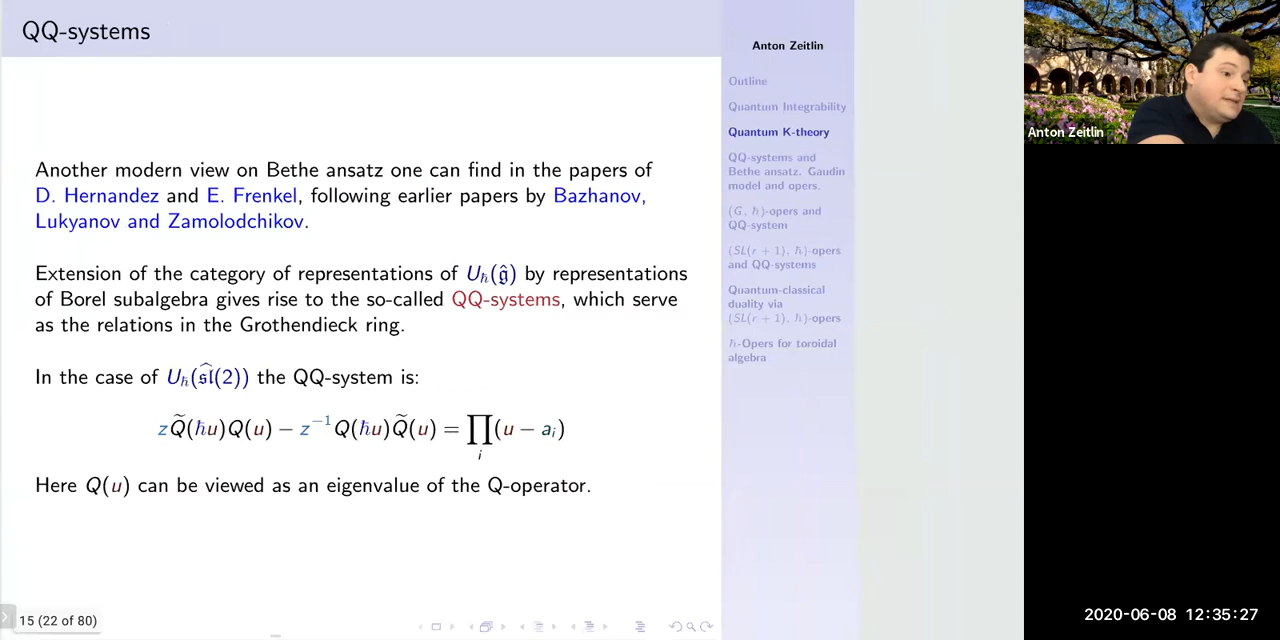 QQ-systems
Another modern view on Bethe ansatz one can find in the papers of
D. Hernandez and E. Frenkel, following earlier papers by Bazhanov,
Lukyanov and Zamolodchikov.
Extension of the category of representations of U_ħ(𝔤̂) by representations
of Borel subalgebra gives rise to the so-called QQ-systems, which serve
as the relations in the Grothendieck ring.
In the case of U_ħ(𝔰𝔩̂(2)) the QQ-system is:
zQ̃(ħu)Q(u) − z⁻¹Q(ħu)Q̃(u) = ∏_i (u − a_i)
Here Q(u) can be viewed as an eigenvalue of the Q-operator.
15 (22 of 80)
Anton Zeitlin
Outline
Quantum Integrability
Quantum K-theory
QQ-systems and
Bethe ansatz. Gaudin
model and opers.
(G, ħ)-opers and
QQ-system
(SL(r + 1), ħ)-opers
and QQ-systems
Quantum-classical
duality via
(SL(r + 1), ħ)-opers
ħ-Opers for toroidal
algebra
Anton Zeitlin
2020-06-08 12:35:27